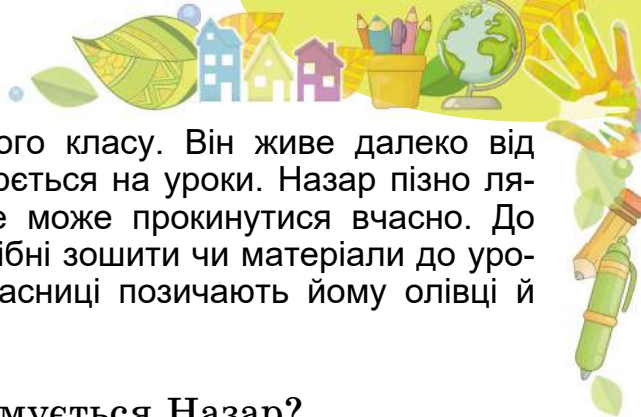 ого класу. Він живе далеко від
юється на уроки. Назар пізно ля-
е може прокинутися вчасно. До
ібні зошити чи матеріали до уро-
асниці позичають йому олівці й
мується Назар?